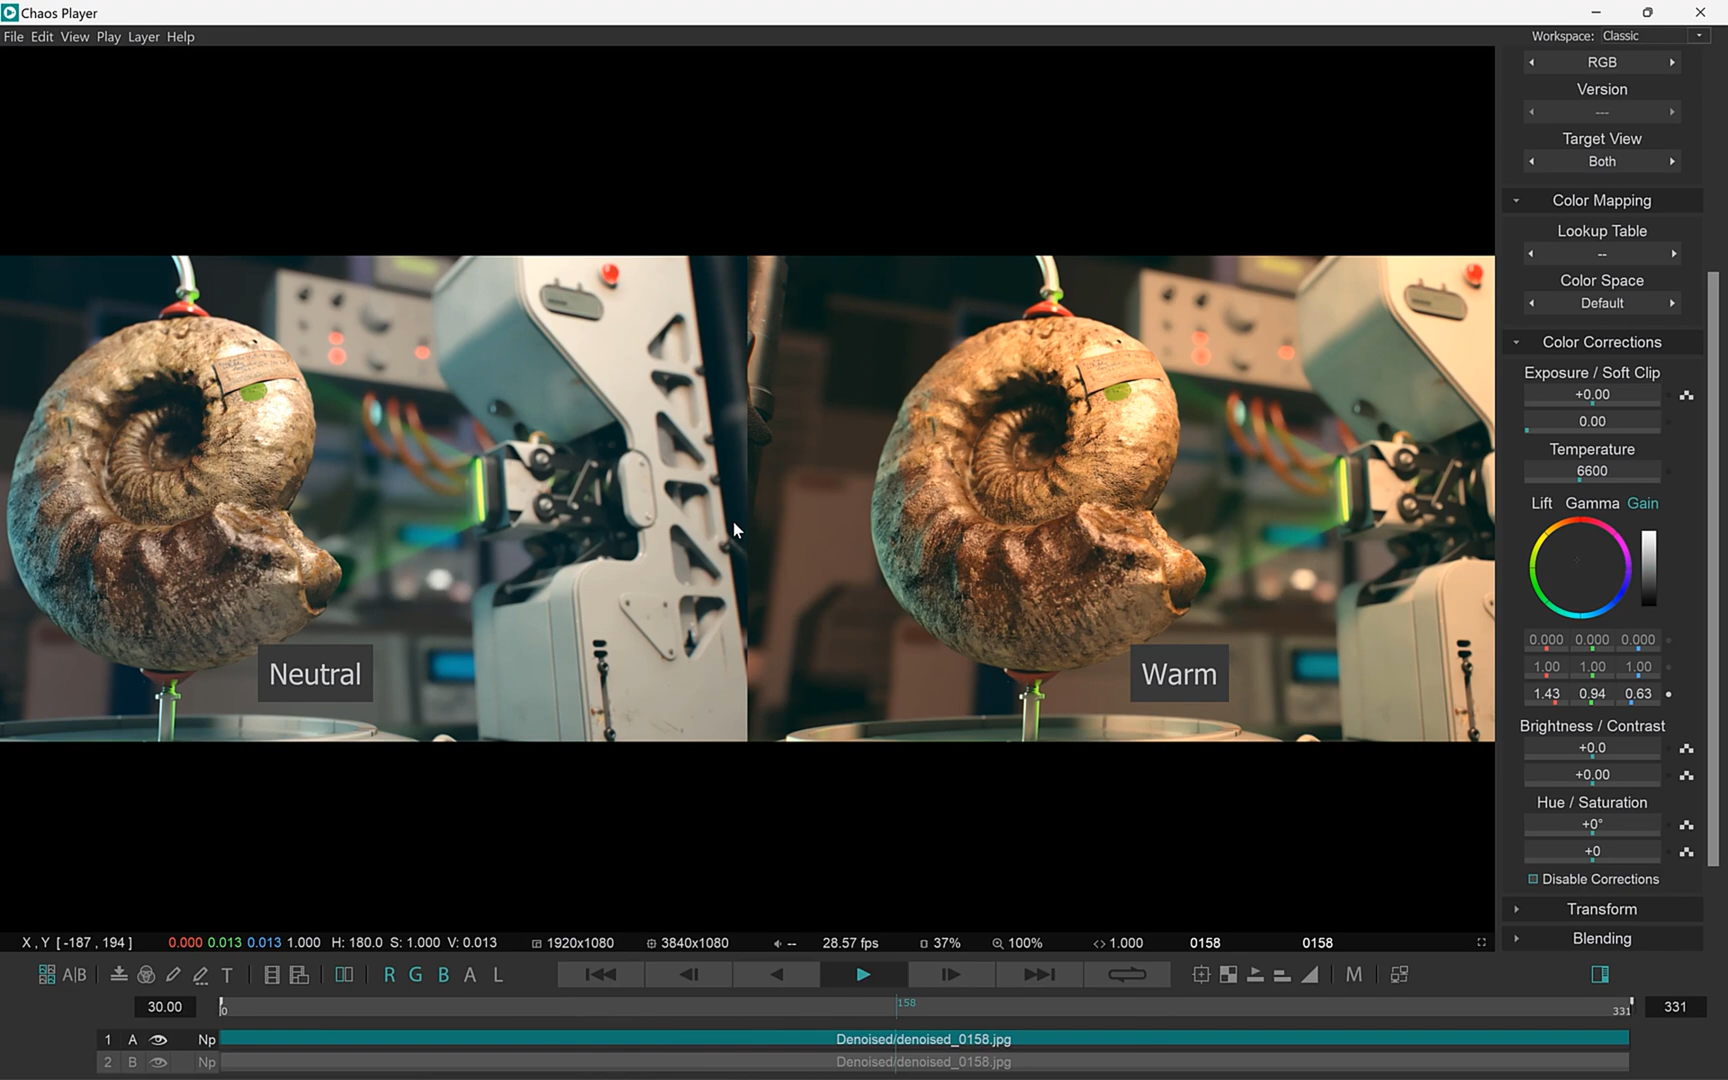 Chaos Player
File Edit View Play Layer Help
Workspace: Classic
RGB
Version
---
Target View
Both
Color Mapping
Lookup Table
--
Color Space
Default
Color Corrections
Exposure / Soft Clip
+0.00
0.00
Temperature
6600
Lift Gamma Gain
0.000 0.000 0.000
1.00 1.00 1.00
1.43 0.94 0.63
Brightness / Contrast
+0.0
+0.00
Hue / Saturation
+0°
+0
Disable Corrections
Transform
Blending
Neutral
Warm
X , Y [ -187 , 194 ] 0.000 0.013 0.013 1.000 H: 180.0 S: 1.000 V: 0.013 1920x1080 3840x1080 -- 28.57 fps 37% 100% <> 1.000 0158 0158
A|B T R G B A L M
30.00 0 158 331 331
1 A Np Denoised/denoised_0158.jpg
2 B Np Denoised/denoised_0158.jpg